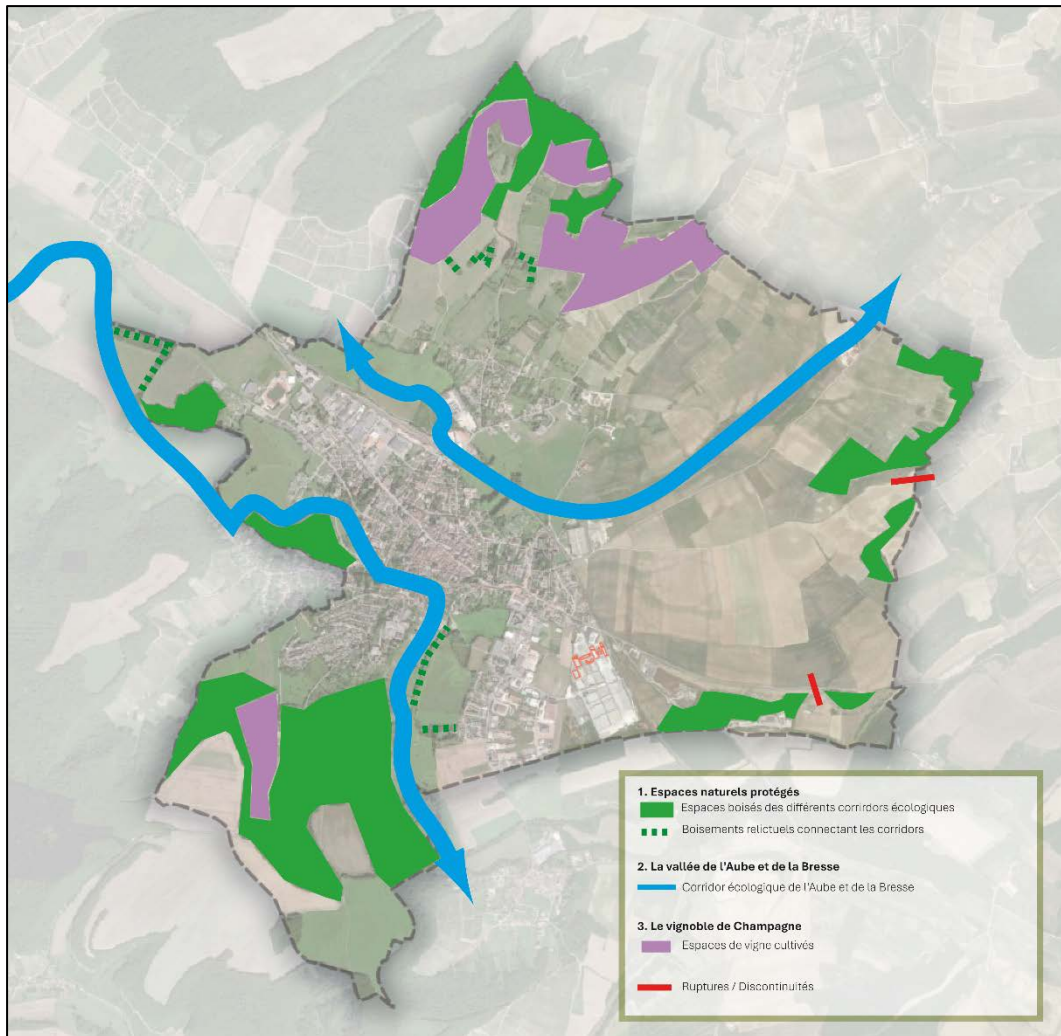 1. Espaces naturels protégés
Espaces boisés des différents corrirdors écologiques
Boisements relictuels connectant les corridors
2. La vallée de l'Aube et de la Bresse
Corridor écologique de l'Aube et de la Bresse
3. Le vignoble de Champagne
Espaces de vigne cultivés
Ruptures / Discontinuités